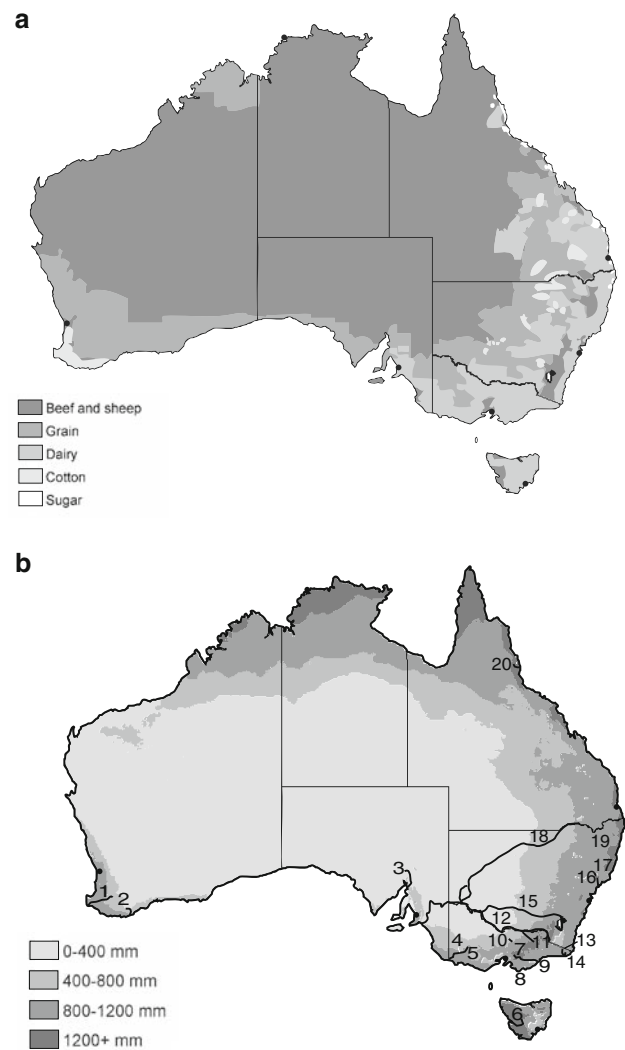 a
Beef and sheep
Grain
Dairy
Cotton
Sugar
b
20
18
19
17
16
3
1
2
15
12
4
5
10
7
11
13
9
14
8
6
0-400 mm
400-800 mm
800-1200 mm
1200+ mm